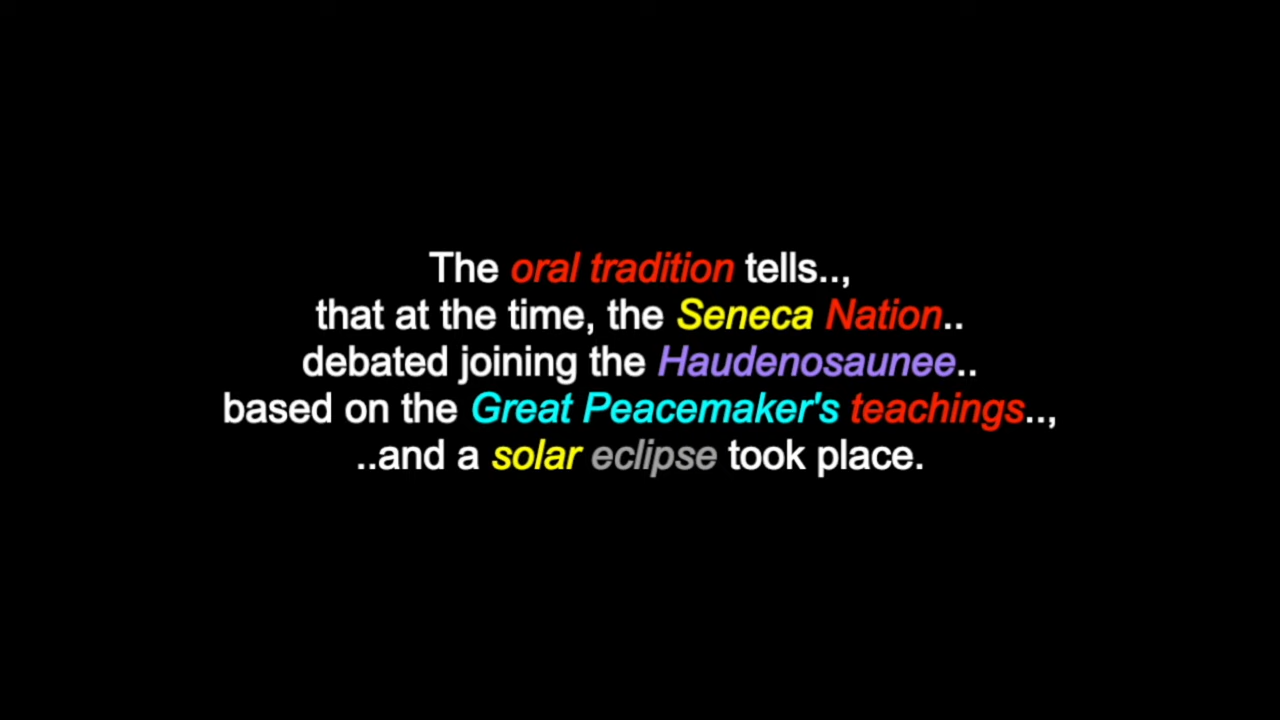 The oral tradition tells..,
that at the time, the Seneca Nation..
debated joining the Haudenosaunee..
based on the Great Peacemaker's teachings..,
..and a solar eclipse took place.